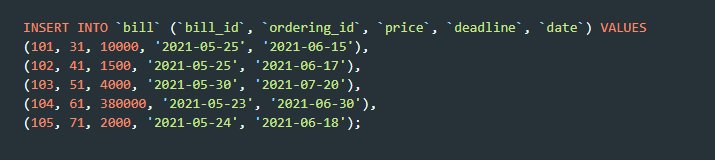 INSERT INTO `bill` (`bill_id`, `ordering_id`, `price`, `deadline`, `date`) VALUES
(101, 31, 10000, '2021-05-25', '2021-06-15'),
(102, 41, 1500, '2021-05-25', '2021-06-17'),
(103, 51, 4000, '2021-05-30', '2021-07-20'),
(104, 61, 380000, '2021-05-23', '2021-06-30'),
(105, 71, 2000, '2021-05-24', '2021-06-18');